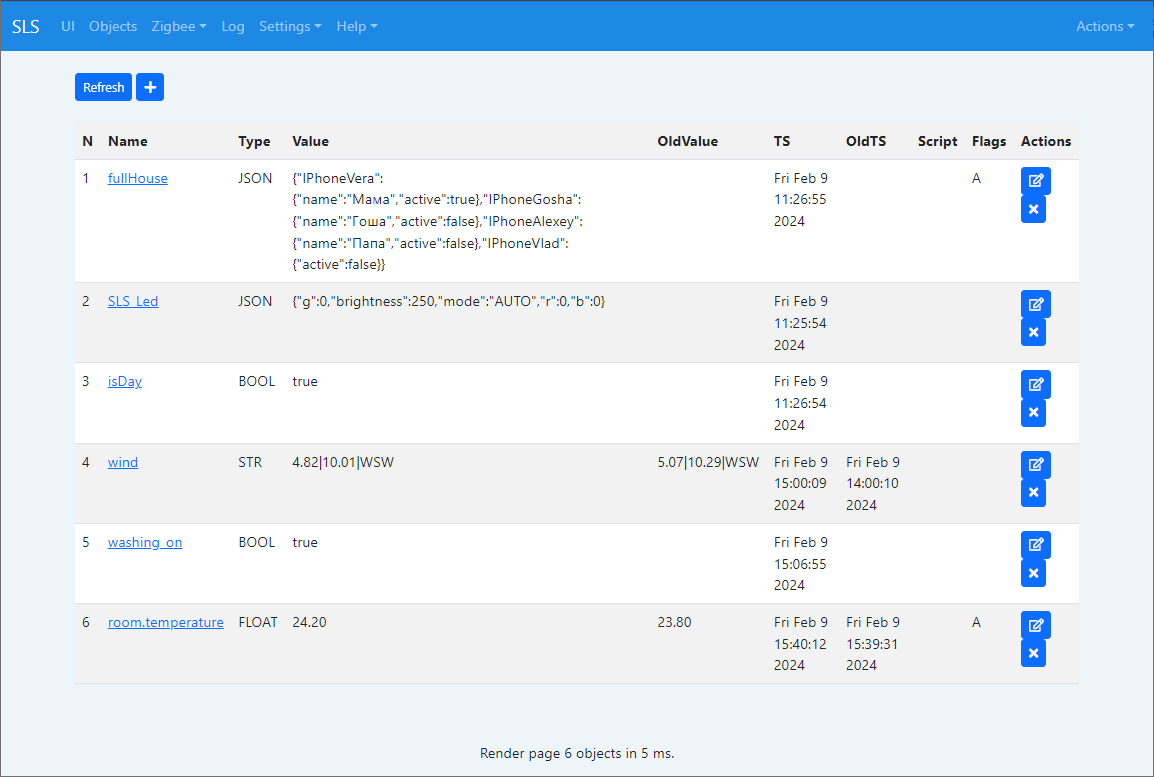 SLS UI Objects Zigbee Log Settings Help Actions
Refresh +
N Name Type Value OldValue TS OldTS Script Flags Actions
1 fullHouse JSON {"IPhoneVera": Fri Feb 9 A
{"name":"Мама","active":true},"IPhoneGosha": 11:26:55
{"name":"Гоша","active":false},"IPhoneAlexey": 2024
{"name":"Папа","active":false},"IPhoneVlad":
{"active":false}}
2 SLS_Led JSON {"g":0,"brightness":250,"mode":"AUTO","r":0,"b":0} Fri Feb 9
11:25:54
2024
3 isDay BOOL true Fri Feb 9
11:26:54
2024
4 wind STR 4.82|10.01|WSW 5.07|10.29|WSW Fri Feb 9 Fri Feb 9
15:00:09 14:00:10
2024 2024
5 washing_on BOOL true Fri Feb 9
15:06:55
2024
6 room.temperature FLOAT 24.20 23.80 Fri Feb 9 Fri Feb 9 A
15:40:12 15:39:31
2024 2024
Render page 6 objects in 5 ms.